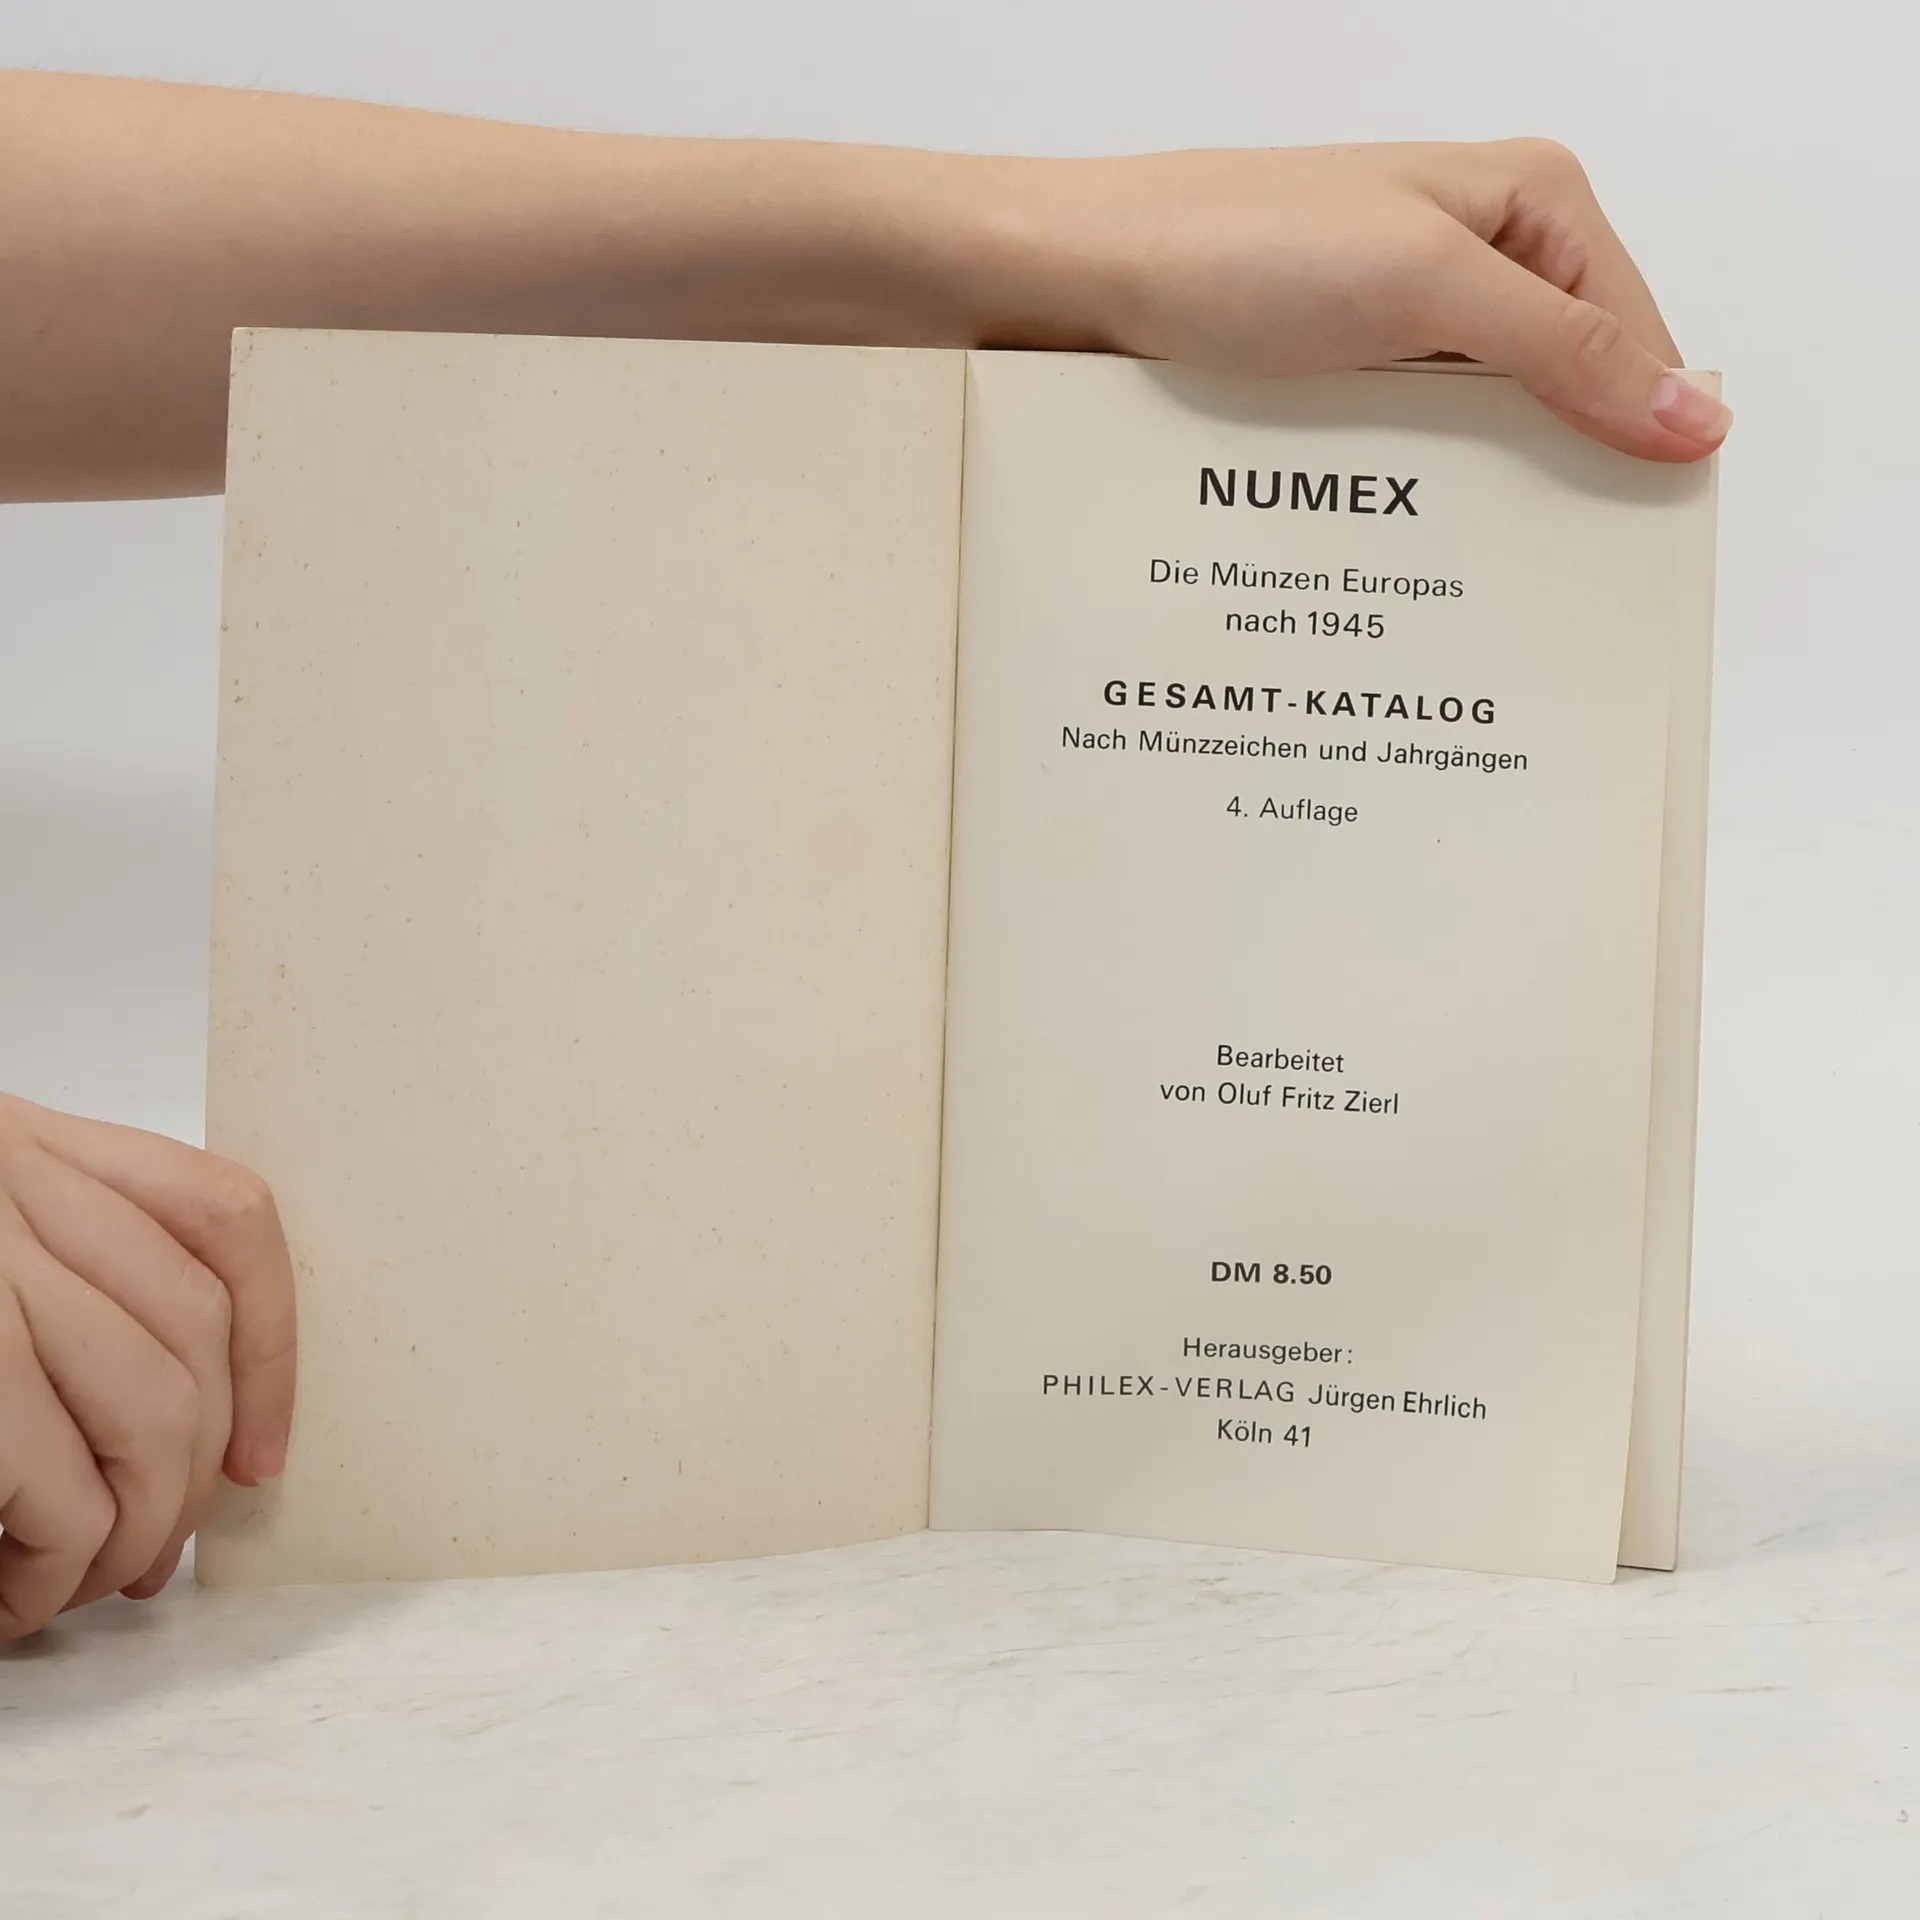 NUMEX
Die Münzen Europas
nach 1945
GESAMT-KATALOG
Nach Münzzeichen und Jahrgängen
4. Auflage
Bearbeitet
von Oluf Fritz Zierl
DM 8.50
Herausgeber:
PHILEX-VERLAG Jürgen Ehrlich
Köln 41